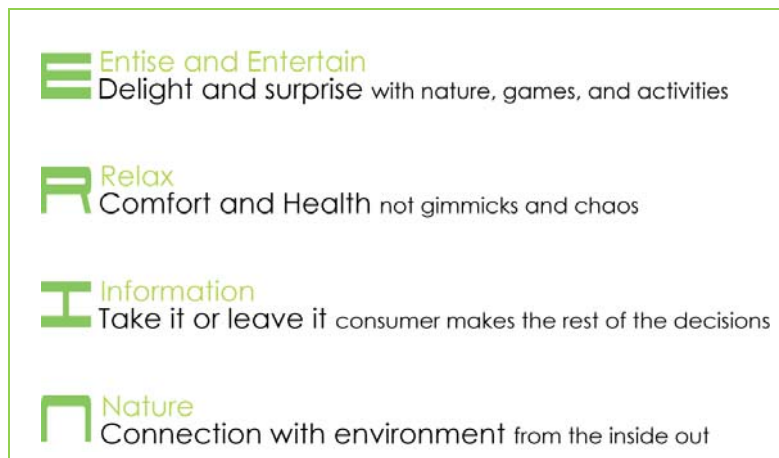 E Entise and Entertain
Delight and surprise with nature, games, and activities
R Relax
Comfort and Health not gimmicks and chaos
I Information
Take it or leave it consumer makes the rest of the decisions
N Nature
Connection with environment from the inside out